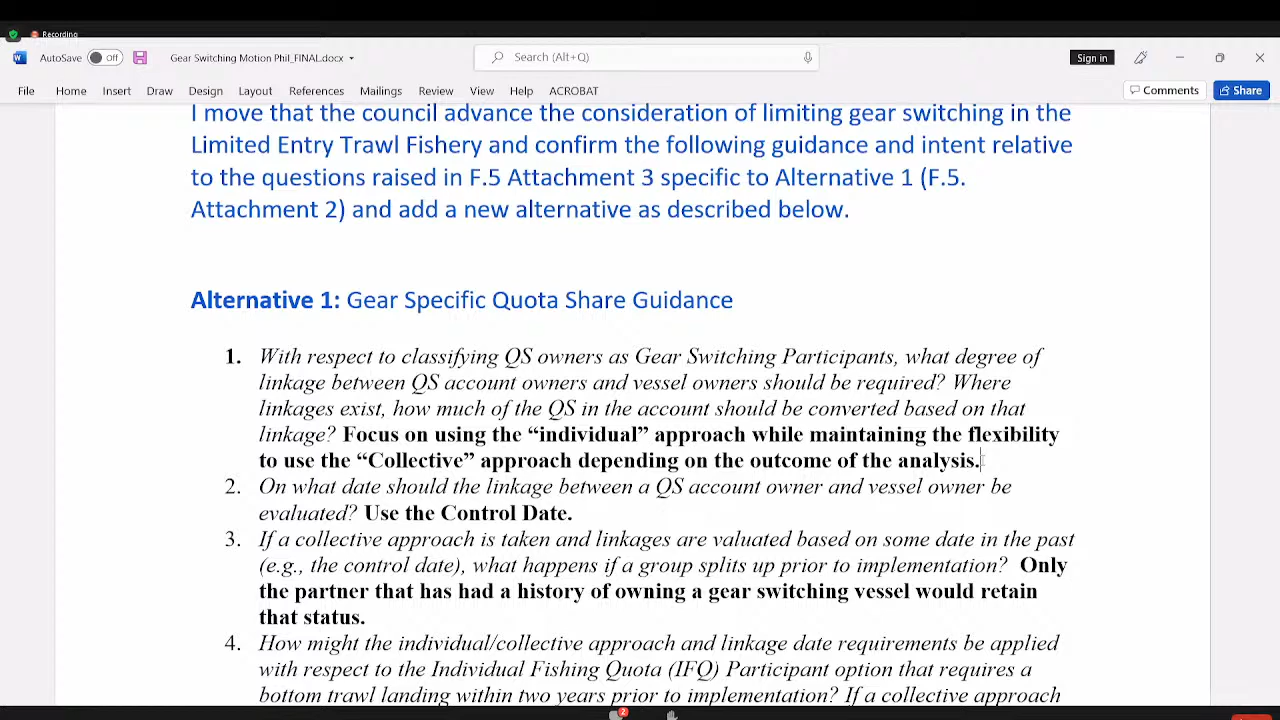 Recording
AutoSave Off Gear Switching Motion Phil_FINAL.docx Search (Alt+Q) Sign in
File Home Insert Draw Design Layout References Mailings Review View Help ACROBAT Comments Share
I move that the council advance the consideration of limiting gear switching in the
Limited Entry Trawl Fishery and confirm the following guidance and intent relative
to the questions raised in F.5 Attachment 3 specific to Alternative 1 (F.5.
Attachment 2) and add a new alternative as described below.
Alternative 1: Gear Specific Quota Share Guidance
1. With respect to classifying QS owners as Gear Switching Participants, what degree of
linkage between QS account owners and vessel owners should be required? Where
linkages exist, how much of the QS in the account should be converted based on that
linkage? Focus on using the “individual” approach while maintaining the flexibility
to use the “Collective” approach depending on the outcome of the analysis.
2. On what date should the linkage between a QS account owner and vessel owner be
evaluated? Use the Control Date.
3. If a collective approach is taken and linkages are valuated based on some date in the past
(e.g., the control date), what happens if a group splits up prior to implementation? Only
the partner that has had a history of owning a gear switching vessel would retain
that status.
4. How might the individual/collective approach and linkage date requirements be applied
with respect to the Individual Fishing Quota (IFQ) Participant option that requires a
bottom trawl landing within two years prior to implementation? If a collective approach
2